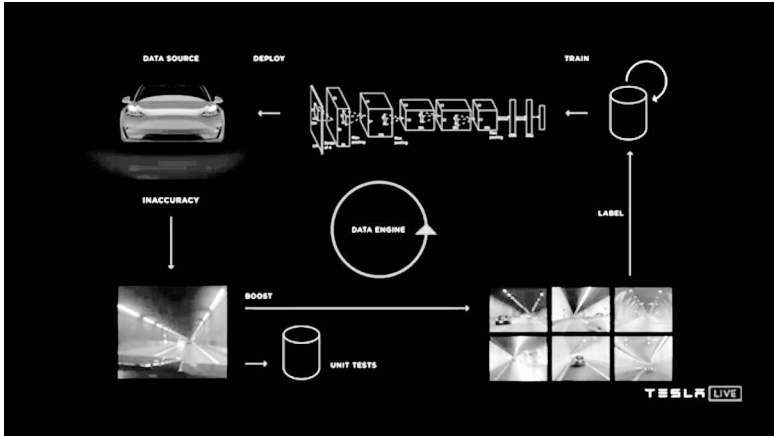 DATA SOURCE
DEPLOY
TRAIN
INACCURACY
DATA ENGINE
LABEL
BOOST
UNIT TESTS
TESLA LIVE